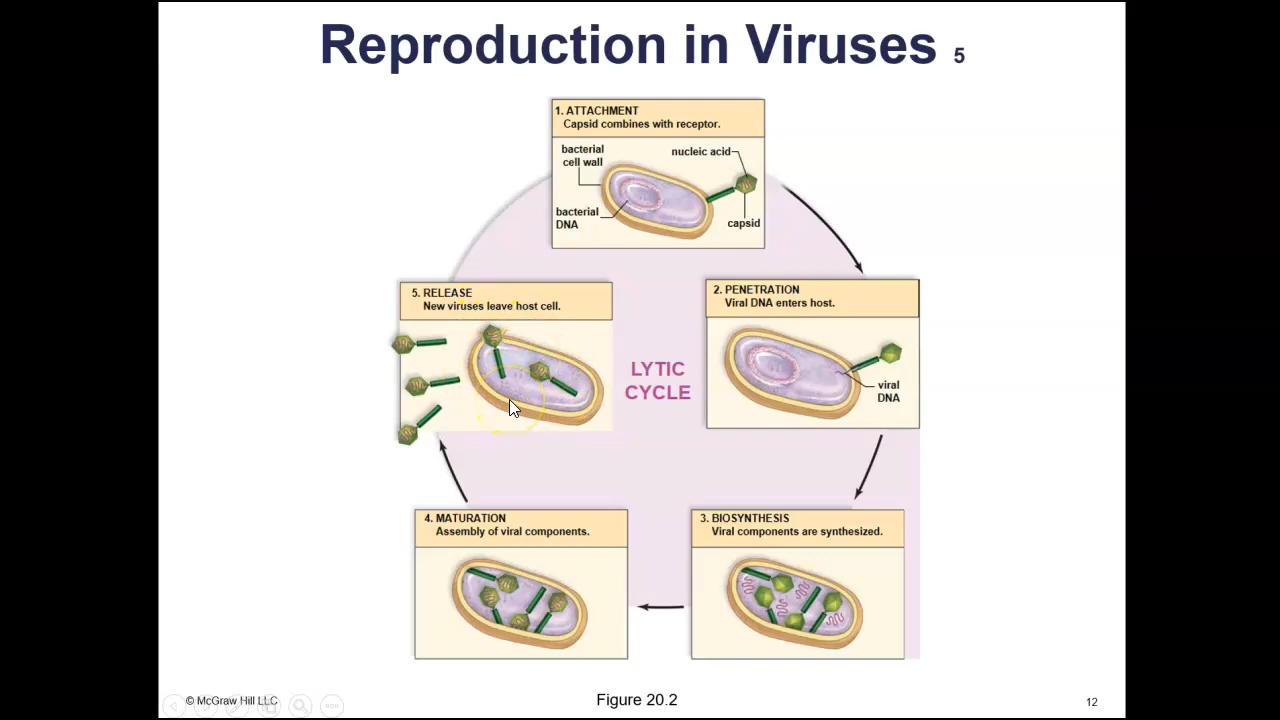 Reproduction in Viruses 5
1. ATTACHMENT
Capsid combines with receptor.
bacterial
cell wall
nucleic acid
bacterial
DNA
capsid
2. PENETRATION
Viral DNA enters host.
viral
DNA
3. BIOSYNTHESIS
Viral components are synthesized.
4. MATURATION
Assembly of viral components.
5. RELEASE
New viruses leave host cell.
LYTIC
CYCLE
© McGraw Hill LLC
Figure 20.2
12